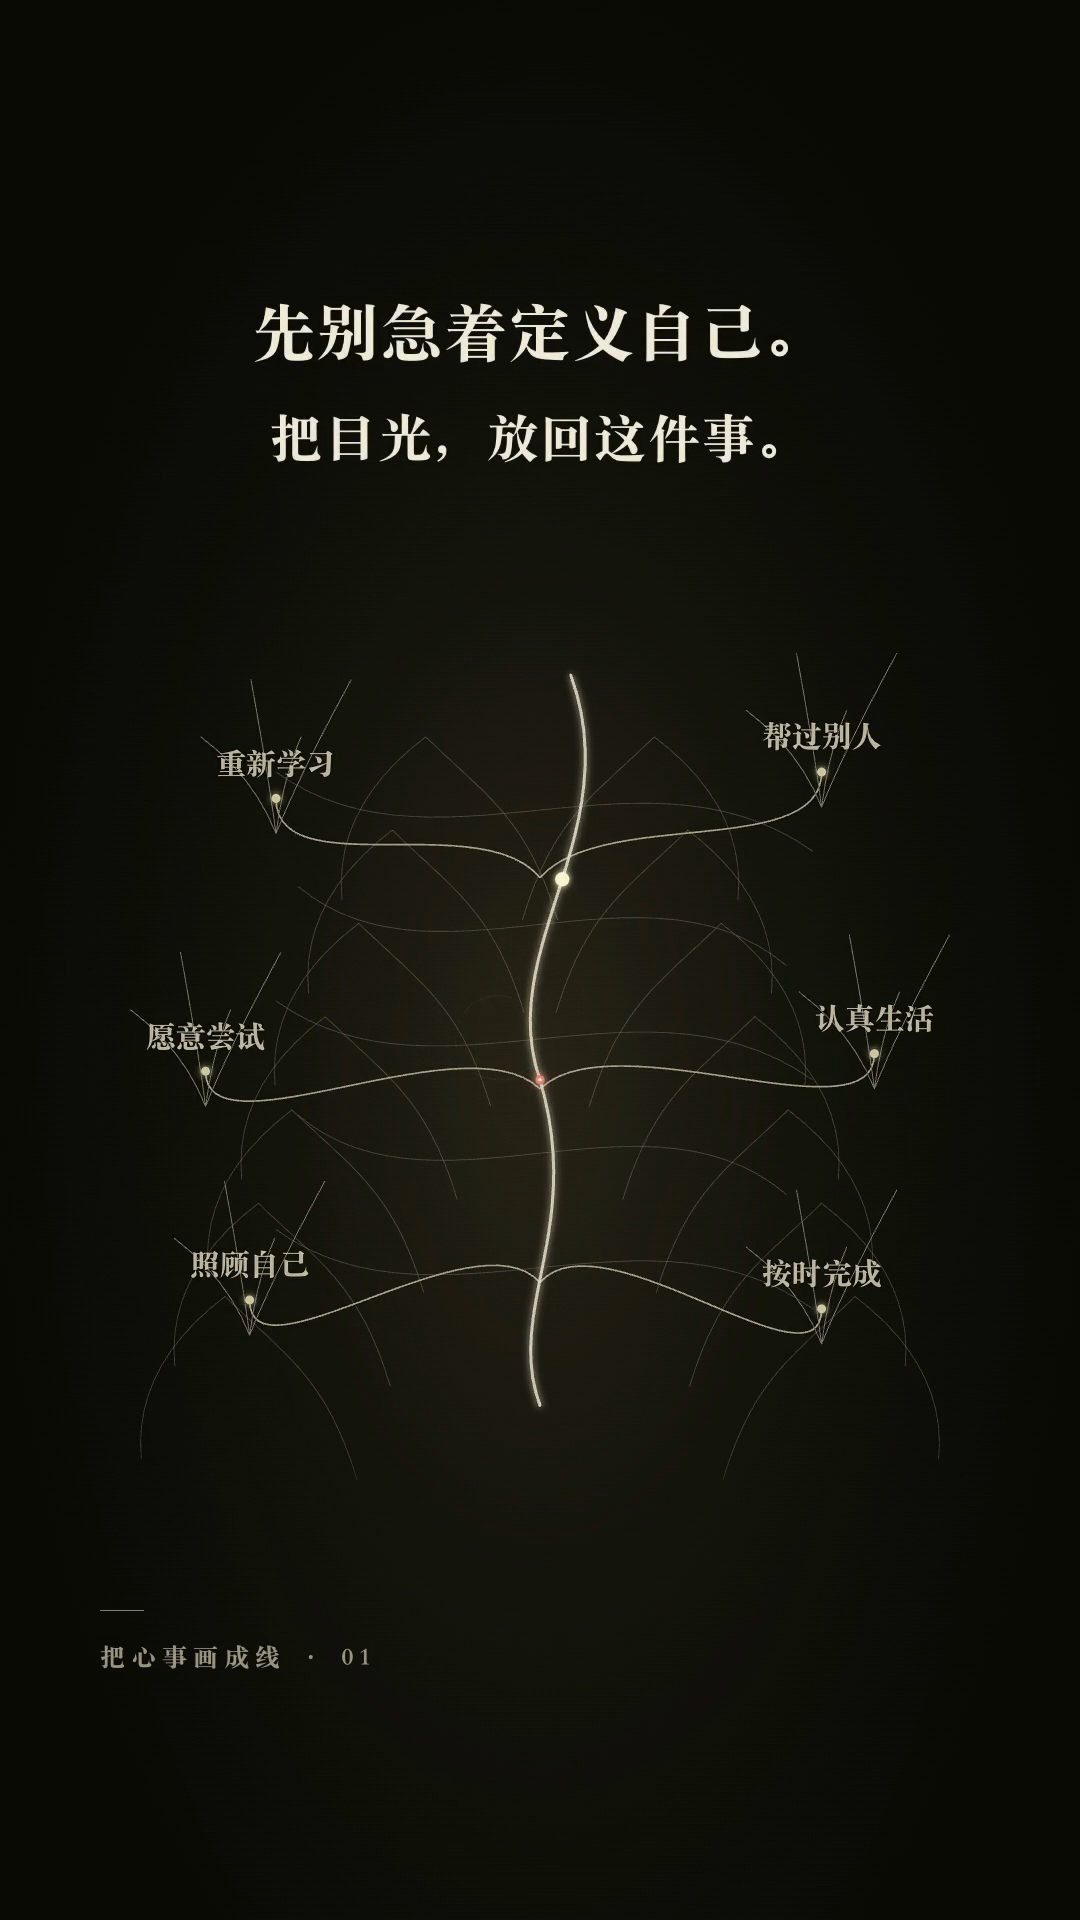 先别急着定义自己。
把目光，放回这件事。
帮过别人
重新学习
认真生活
愿意尝试
照顾自己
按时完成
把心事画成线 · 01